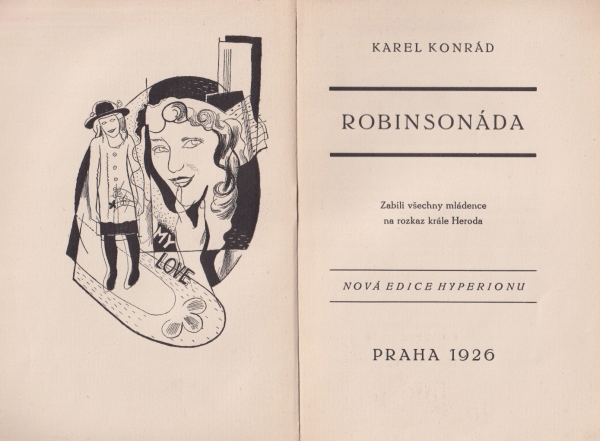 MY
LOVE
KAREL KONRÁD
ROBINSONÁDA
Zabili všechny mládence
na rozkaz krále Heroda
NOVÁ EDICE HYPERIONU
PRAHA 1926